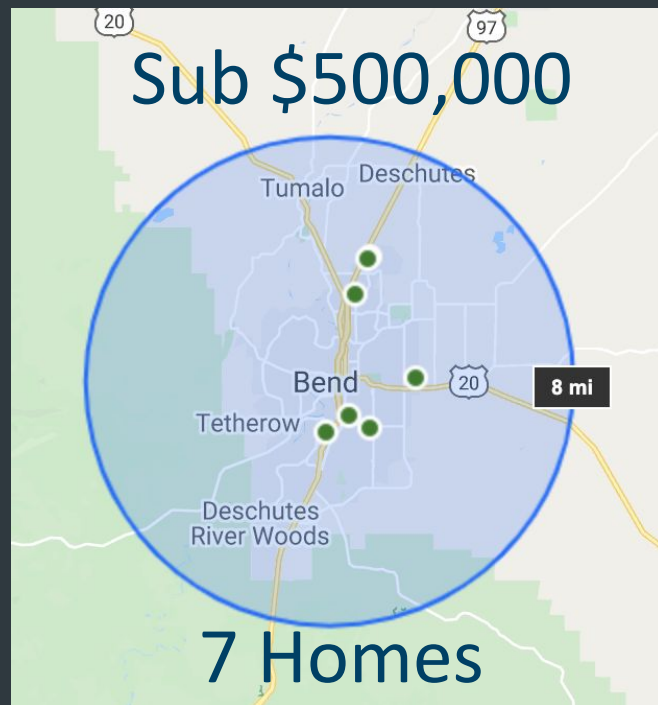 20
97
Sub $500,000
Tumalo
Deschutes
Bend
20
8 mi
Tetherow
Deschutes
River Woods
7 Homes